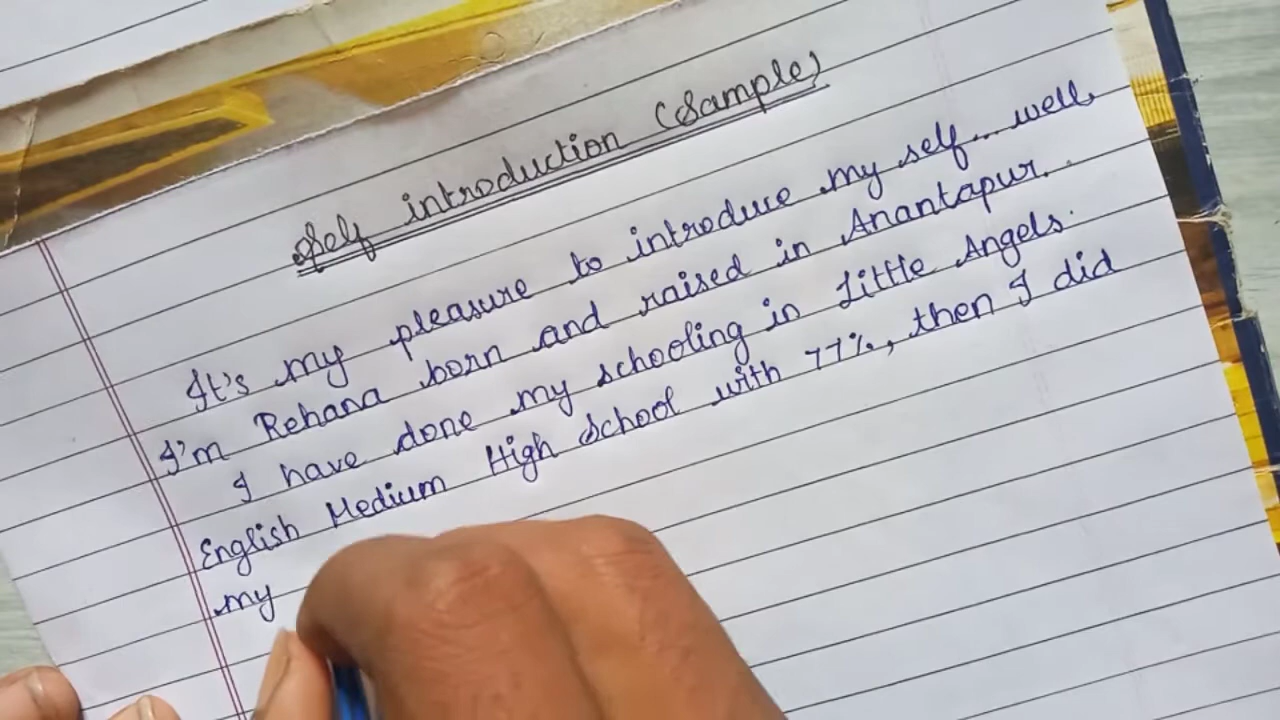 Self introduction (Sample)
It's my pleasure to introduce my self... well
I'm Rehana born and raised in Anantapur.
I have done my schooling in Little Angels.
English Medium High School with 77%, then I did
my